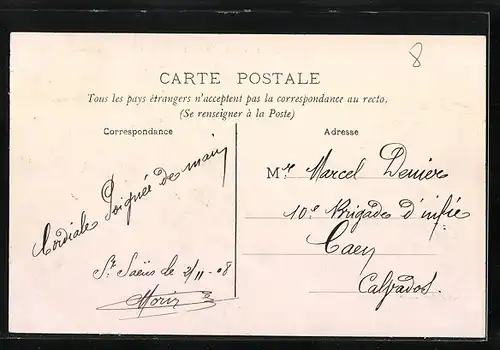 8
CARTE POSTALE
Tous les pays étrangers n'acceptent pas la correspondance au recto.
(Se renseigner à la Poste)
Correspondance
Cordiale Poignée de main
St Saëns le 2/11-08
Adresse
Mr Marcel Denier
10e Brigade d'infie
Caen
Calvados.